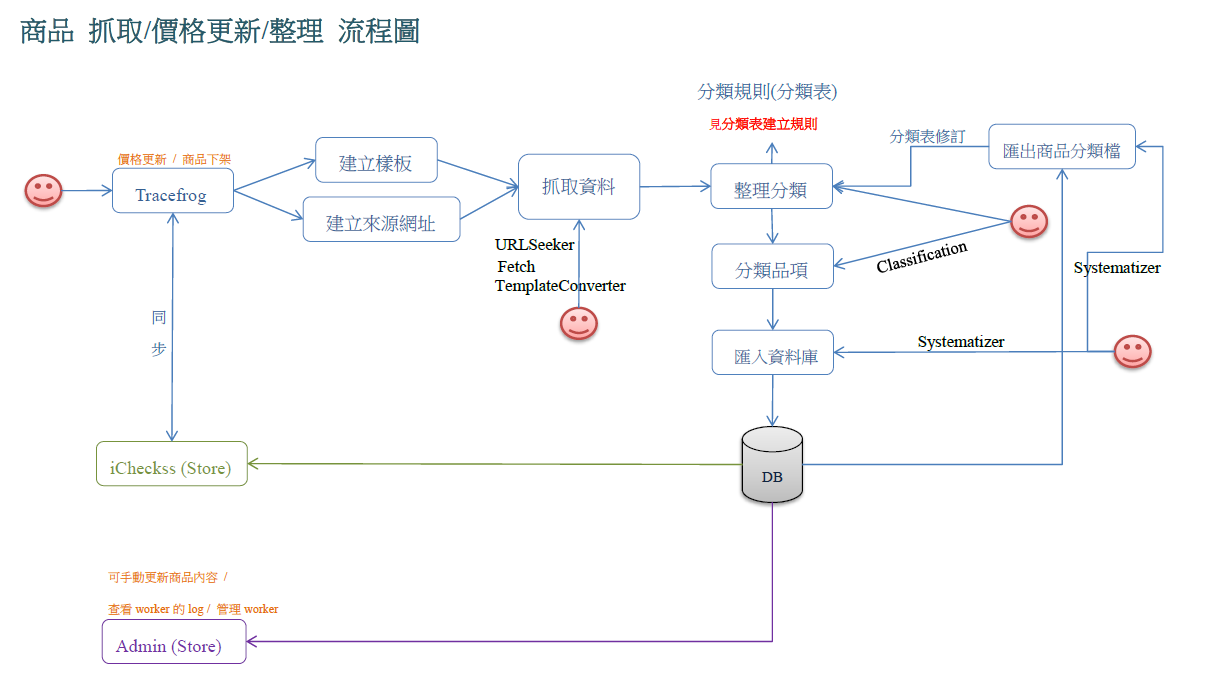 商品 抓取/價格更新/整理 流程圖
分類規則(分類表)
見分類表建立規則
分類表修訂
匯出商品分類檔
價格更新 / 商品下架
Tracefrog
建立樣板
建立來源網址
抓取資料
整理分類
URLSeeker
Fetch
TemplateConverter
分類品項
Classification
Systematizer
同
步
匯入資料庫
Systematizer
iCheckss (Store)
DB
可手動更新商品內容 /
查看 worker 的 log / 管理 worker
Admin (Store)